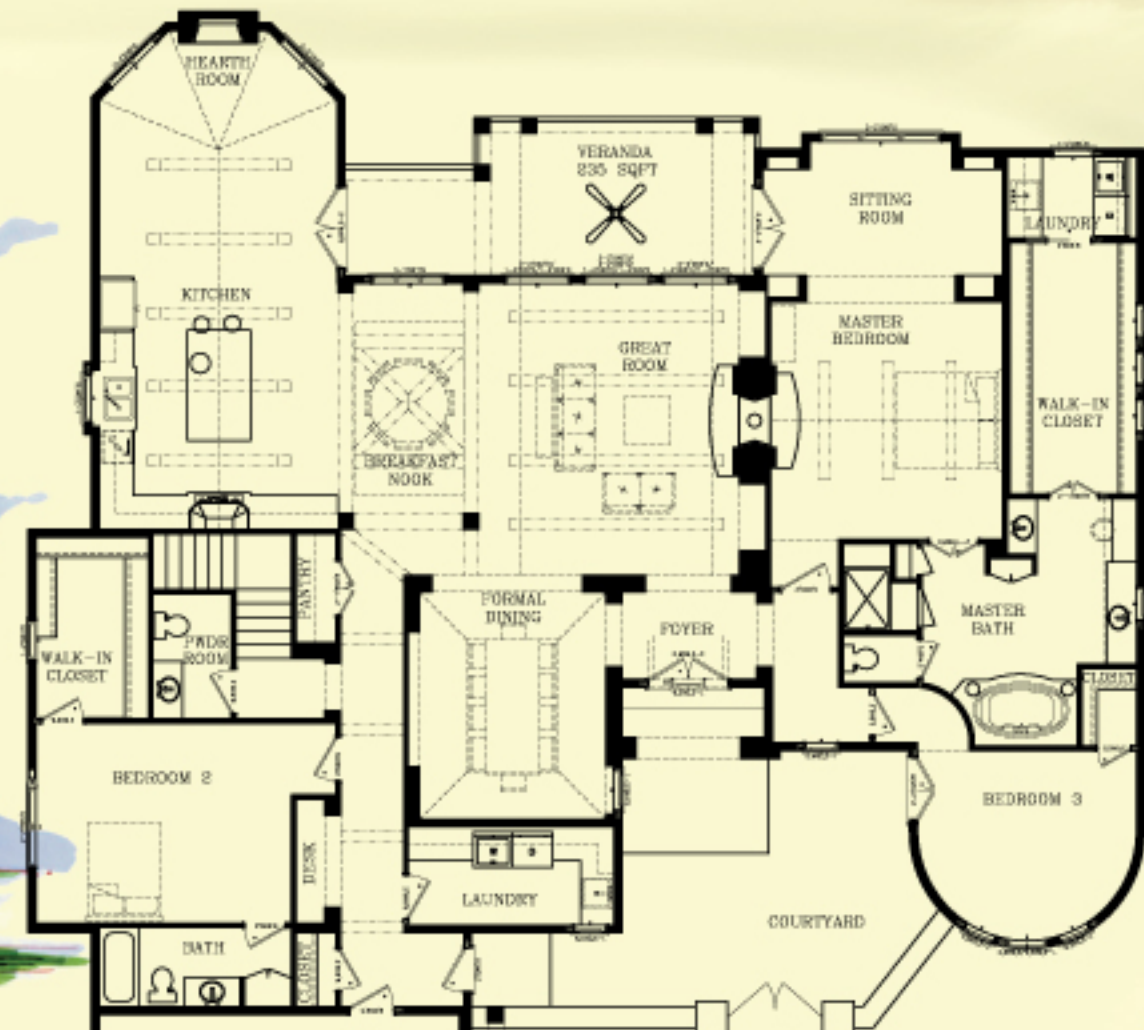 HEARTH
ROOM
VERANDA
235 SQFT
SITTING
ROOM
LAUNDRY
KITCHEN
MASTER
BEDROOM
GREAT
ROOM
WALK-IN
CLOSET
BREAKFAST
NOOK
PANTRY
FORMAL
DINING
FOYER
MASTER
BATH
PWDR
ROOM
WALK-IN
CLOSET
CLOSET
BEDROOM 2
BEDROOM 3
DESK
LAUNDRY
COURTYARD
BATH
CLOSET